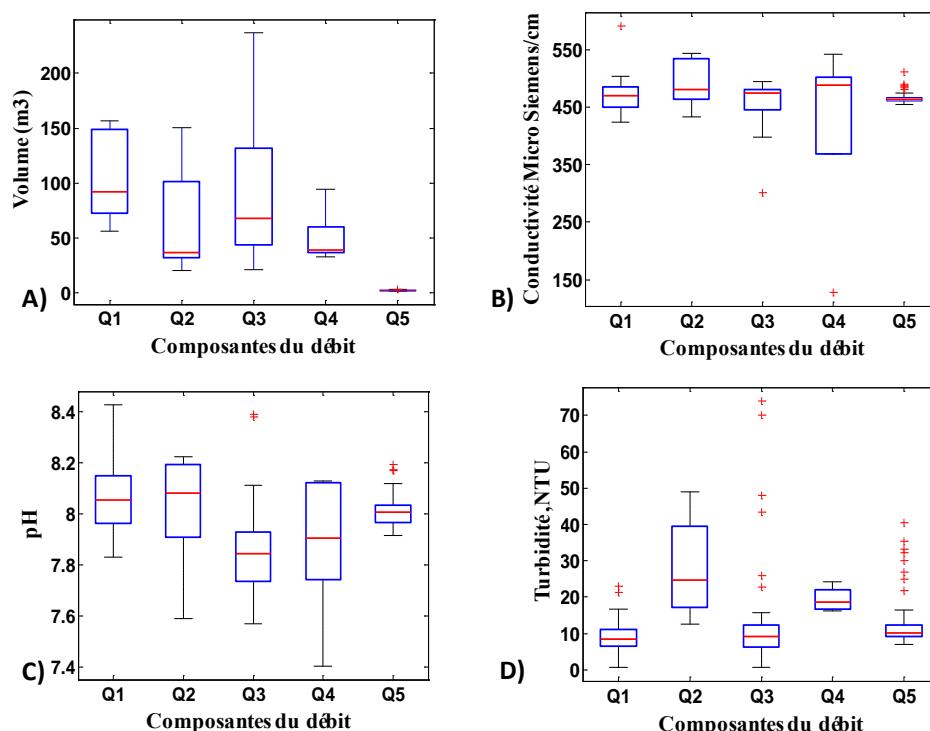 200
150
100
50
0
Volume (m3)
A)
Q1 Q2 Q3 Q4 Q5
Composantes du débit
550
450
350
250
150
Conductivité Micro Siemens/cm
B)
Q1 Q2 Q3 Q4 Q5
Composantes du débit
8.4
8.2
8
7.8
7.6
7.4
pH
C)
Q1 Q2 Q3 Q4 Q5
Composantes du débit
70
60
50
40
30
20
10
0
Turbidité,NTU
D)
Q1 Q2 Q3 Q4 Q5
Composantes du débit